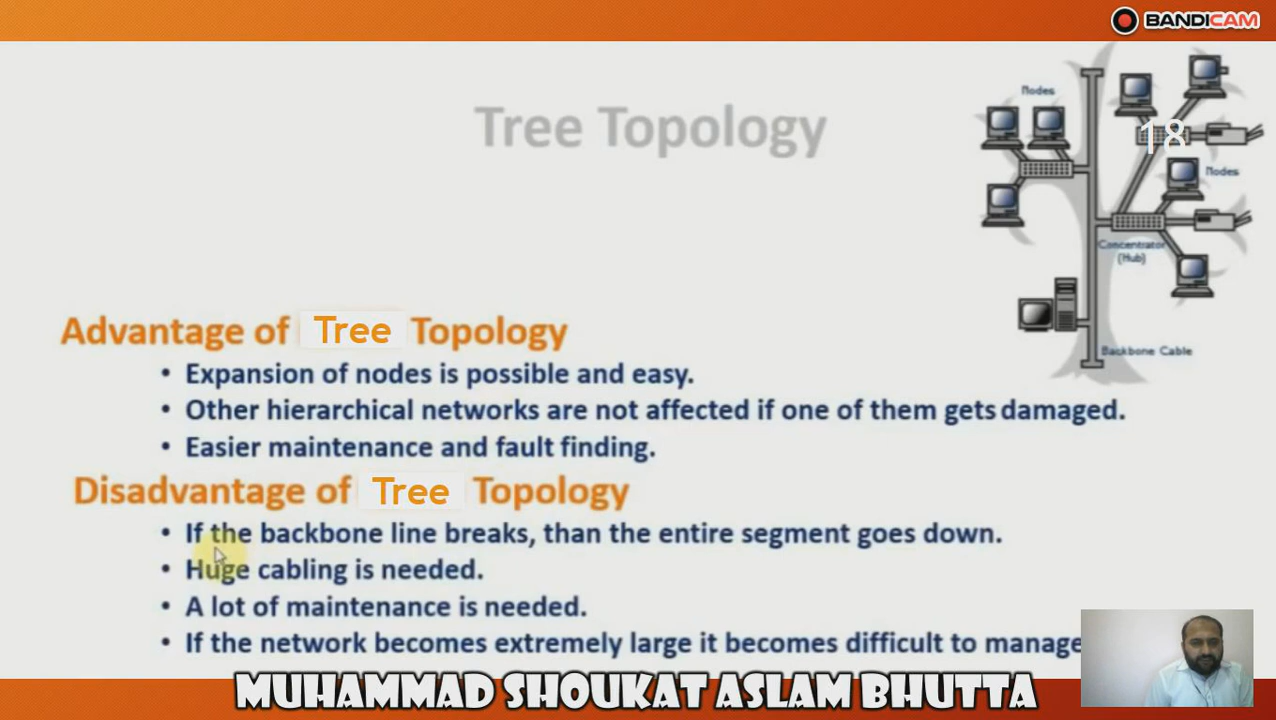 BANDICAM
Tree Topology
Nodes
18
Nodes
Concentrator
(Hub)
Backbone Cable
Advantage of Tree Topology
• Expansion of nodes is possible and easy.
• Other hierarchical networks are not affected if one of them gets damaged.
• Easier maintenance and fault finding.
Disadvantage of Tree Topology
• If the backbone line breaks, than the entire segment goes down.
• Huge cabling is needed.
• A lot of maintenance is needed.
• If the network becomes extremely large it becomes difficult to manage
MUHAMMAD SHOUKAT ASLAM BHUTTA